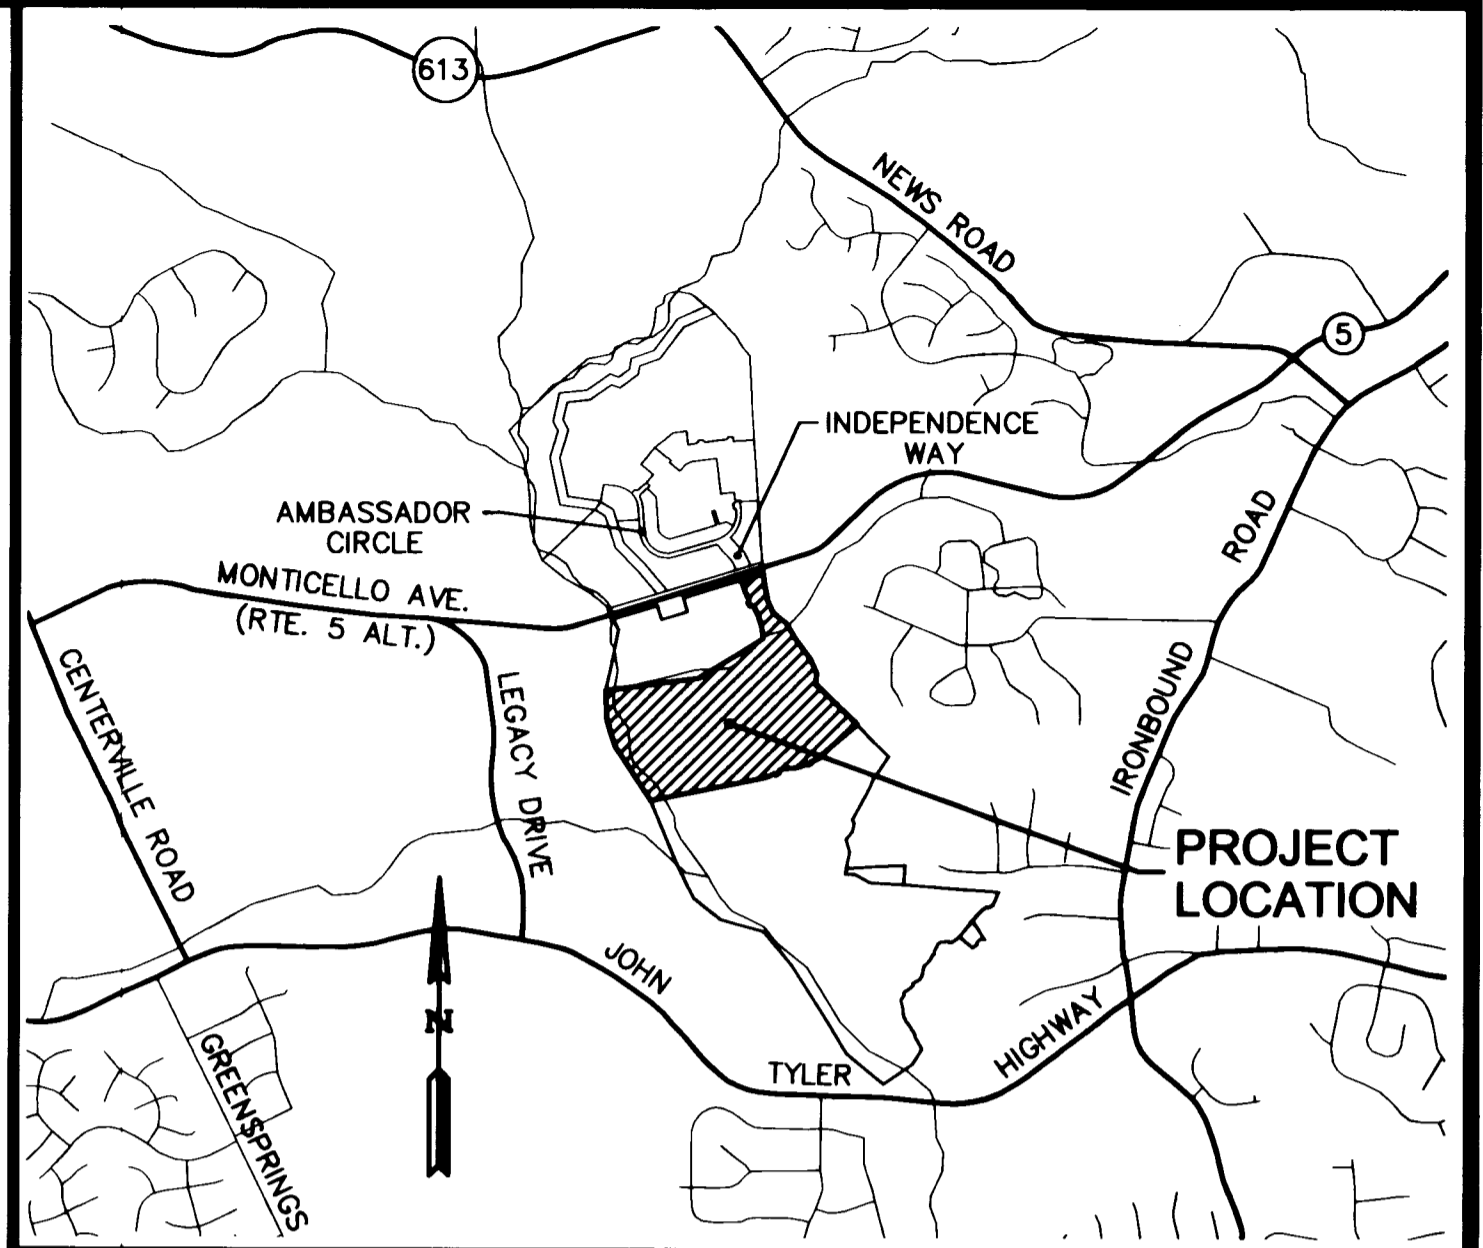 613
NEWS ROAD
5
INDEPENDENCE
WAY
AMBASSADOR
CIRCLE
MONTICELLO AVE.
(RTE. 5 ALT.)
ROAD
IRONBOUND
CENTERVILLE ROAD
LEGACY DRIVE
PROJECT
LOCATION
JOHN
N
GREENSPRINGS
TYLER
HIGHWAY